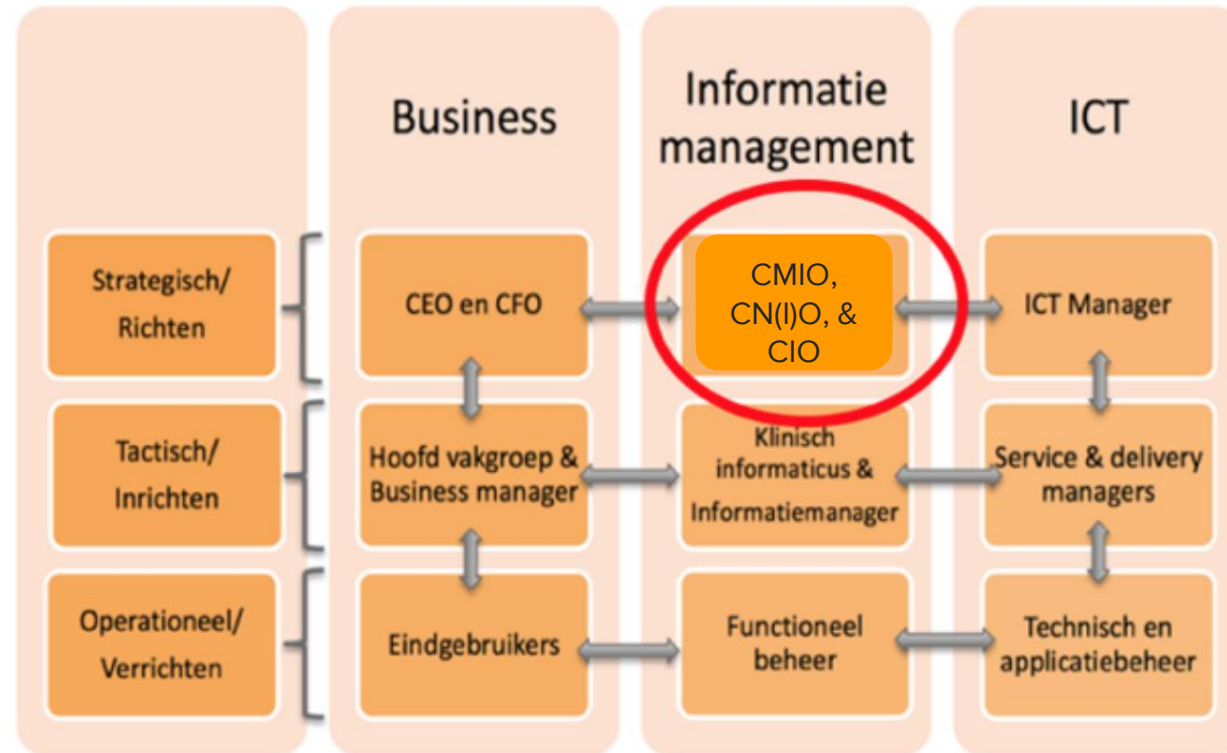 Business
Informatie
management
ICT
Strategisch/
Richten
CEO en CFO
CMIO,
CN(I)O, &
CIO
ICT Manager
Tactisch/
Inrichten
Hoofd vakgroep &
Business manager
Klinisch
informaticus &
Informatiemanager
Service & delivery
managers
Operationeel/
Verrichten
Eindgebruikers
Functioneel
beheer
Technisch en
applicatiebeheer